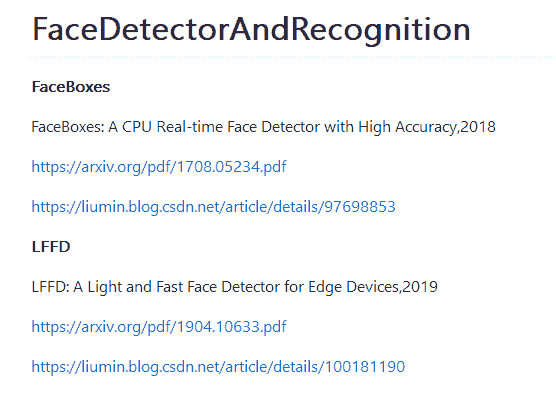 FaceDetectorAndRecognition
FaceBoxes
FaceBoxes: A CPU Real-time Face Detector with High Accuracy,2018
https://arxiv.org/pdf/1708.05234.pdf
https://liumin.blog.csdn.net/article/details/97698853
LFFD
LFFD: A Light and Fast Face Detector for Edge Devices,2019
https://arxiv.org/pdf/1904.10633.pdf
https://liumin.blog.csdn.net/article/details/100181190